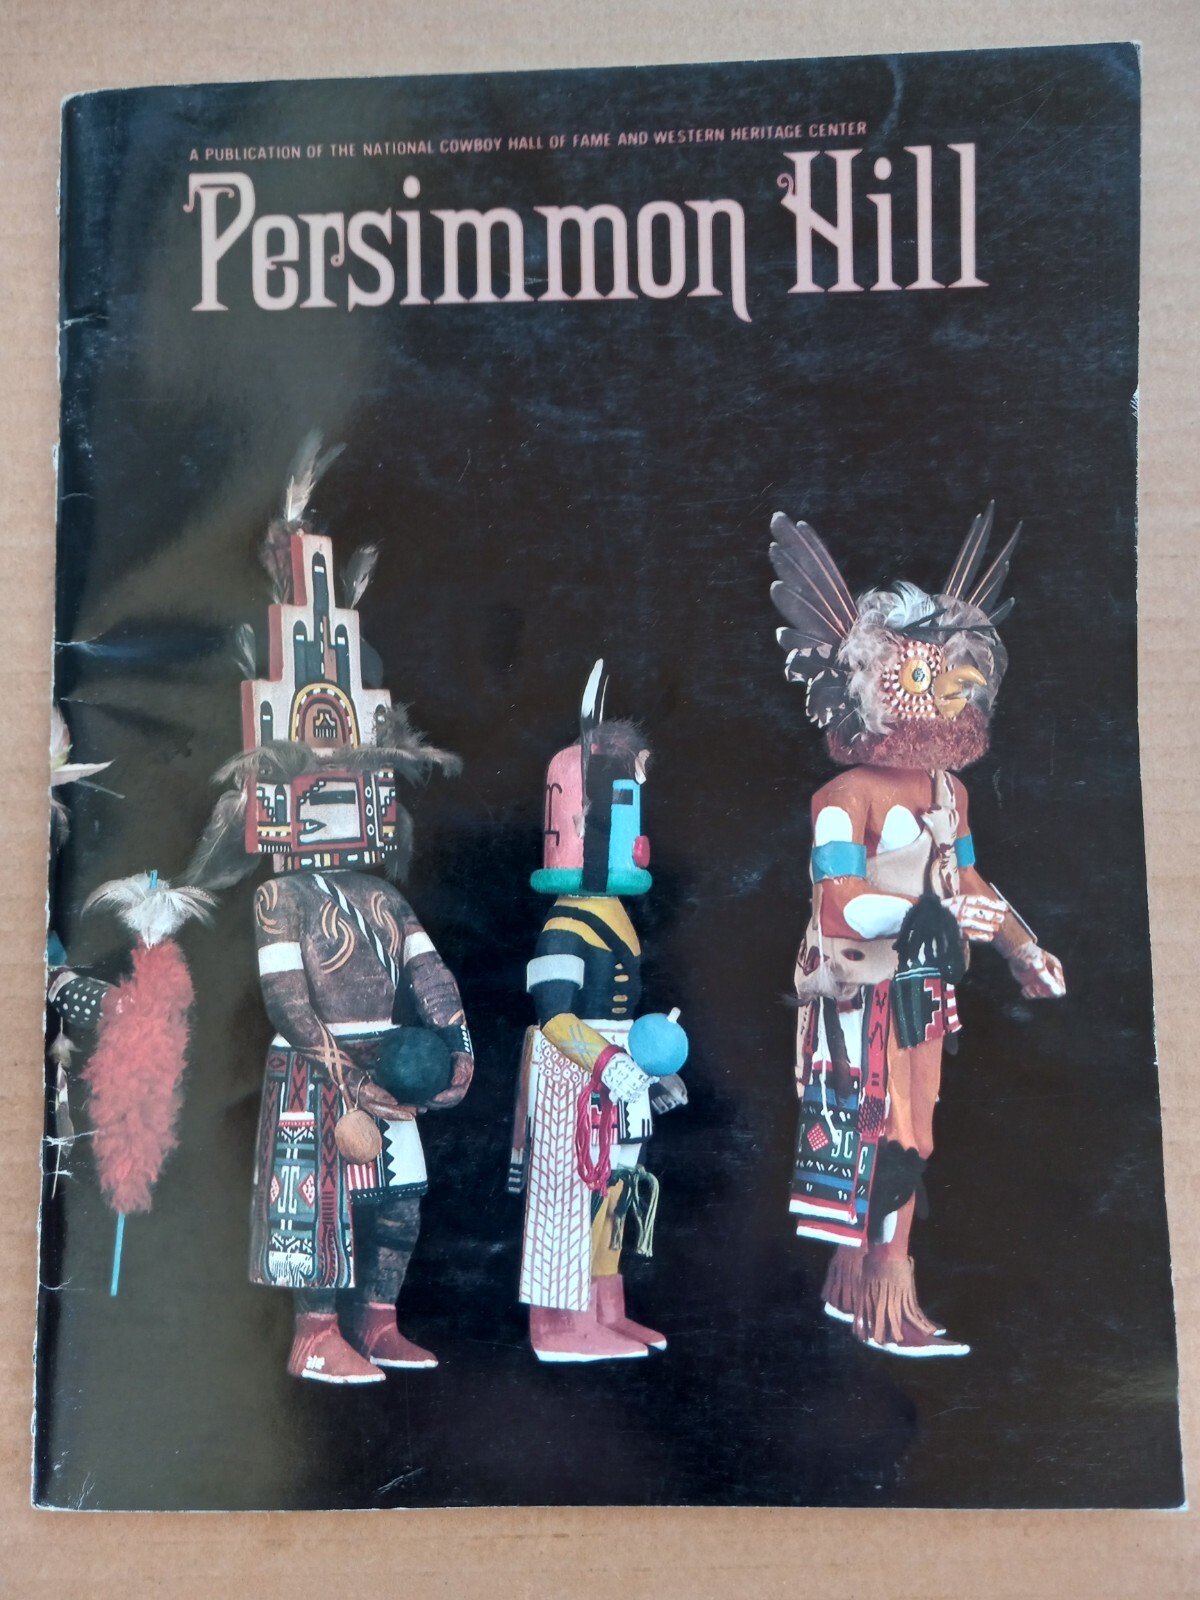 A PUBLICATION OF THE NATIONAL COWBOY HALL OF FAME AND WESTERN HERITAGE CENTER
Persimmon Hill